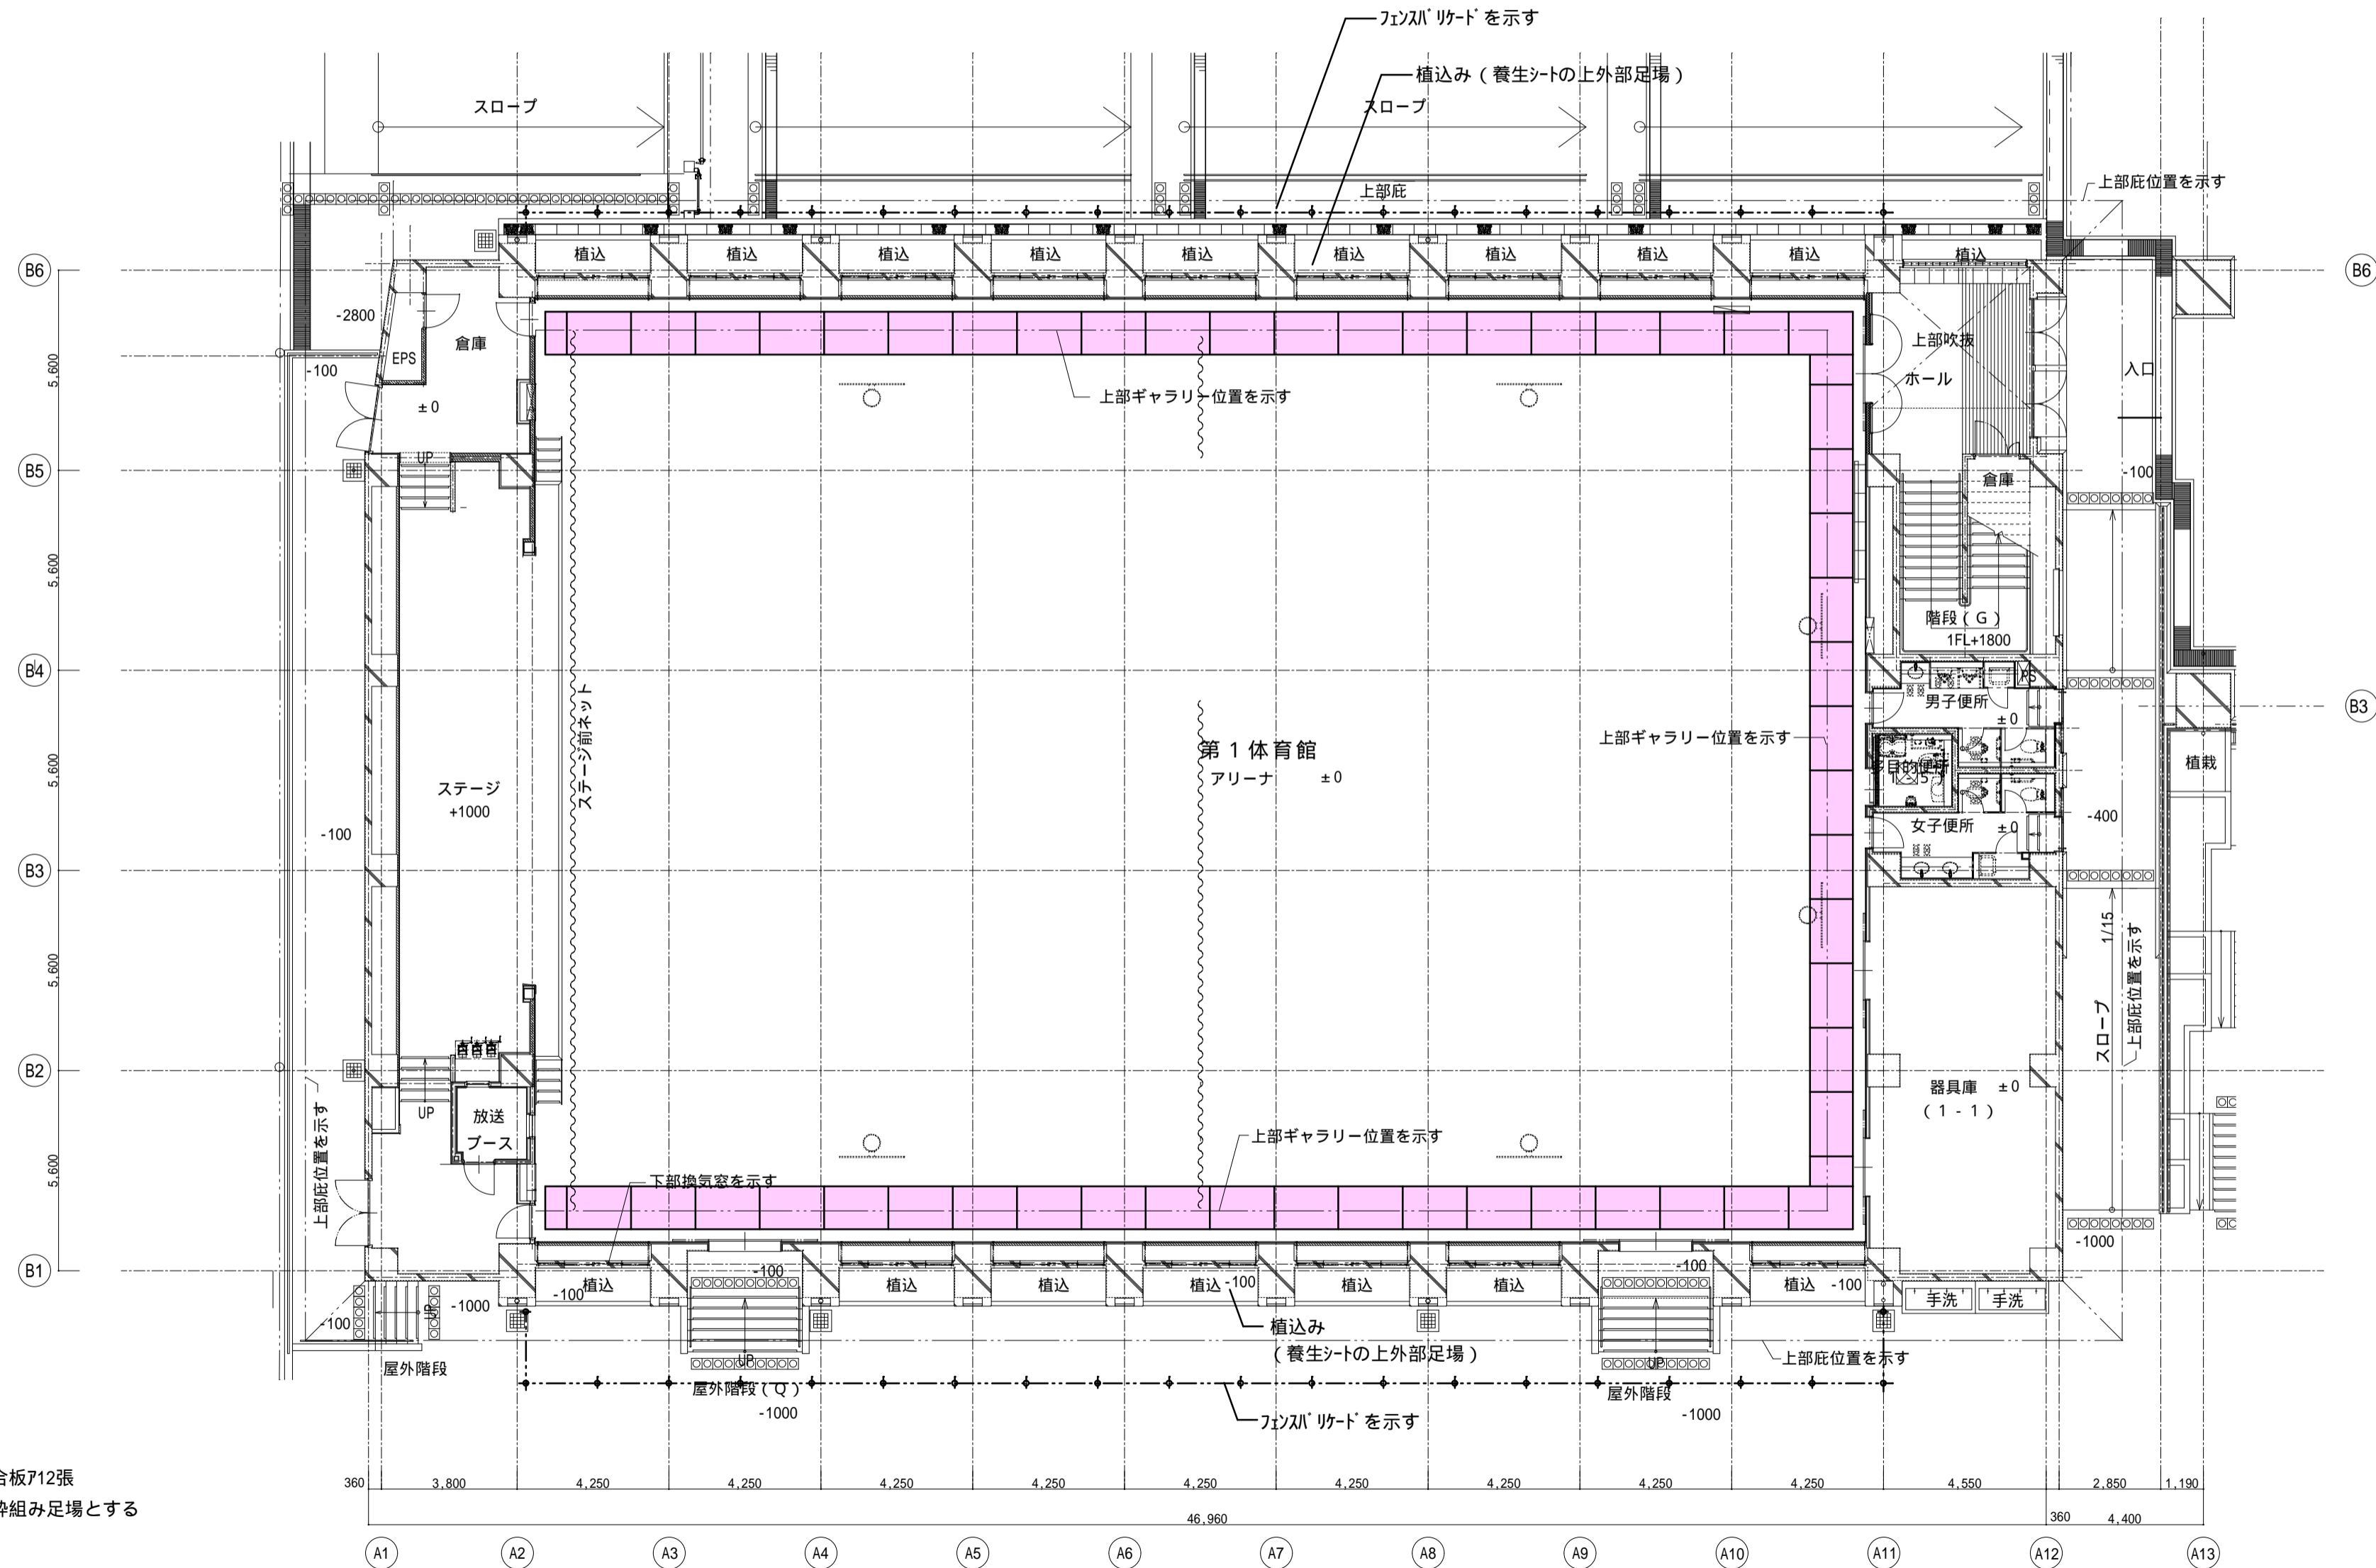 フェンスバリケードを示す
植込み(養生シートの上外部足場)
スロープ
スロープ
上部庇
上部庇位置を示す
植込
植込
植込
植込
植込
植込
植込
植込
植込
植込
B6
B6
-2800
EPS
倉庫
-100
±0
上部吹抜
ホール
入口
上部ギャラリー位置を示す
5,600
UP
B5
倉庫
-100
5,600
階段(G)
1FL+1800
B4
PS
男子便所
±0
B3
ステージ前ネット
第1体育館
アリーナ ±0
上部ギャラリー位置を示す
多目的便所
植栽
5,600
ステージ
+1000
-100
女子便所 ±0
-400
B3
1/15
スロープ
上部庇位置を示す
5,600
B2
器具庫 ±0
(1-1)
UP
放送
ブース
上部庇位置を示す
上部ギャラリー位置を示す
下部換気窓を示す
5,600
-1000
B1
植込
-100
植込
植込
植込
-100
植込
植込
-100
植込
-100
手洗
手洗
-100
UP
-1000
-100
植込み
(養生シートの上外部足場)
UP
UP
上部庇位置を示す
屋外階段
屋外階段(Q)
-1000
屋外階段
-1000
フェンスバリケードを示す
合板ア12張
枠組み足場とする
360
3,800
4,250
4,250
4,250
4,250
4,250
4,250
4,250
4,250
4,250
4,550
2,850
1,190
46,960
360
4,400
A1
A2
A3
A4
A5
A6
A7
A8
A9
A10
A11
A12
A13